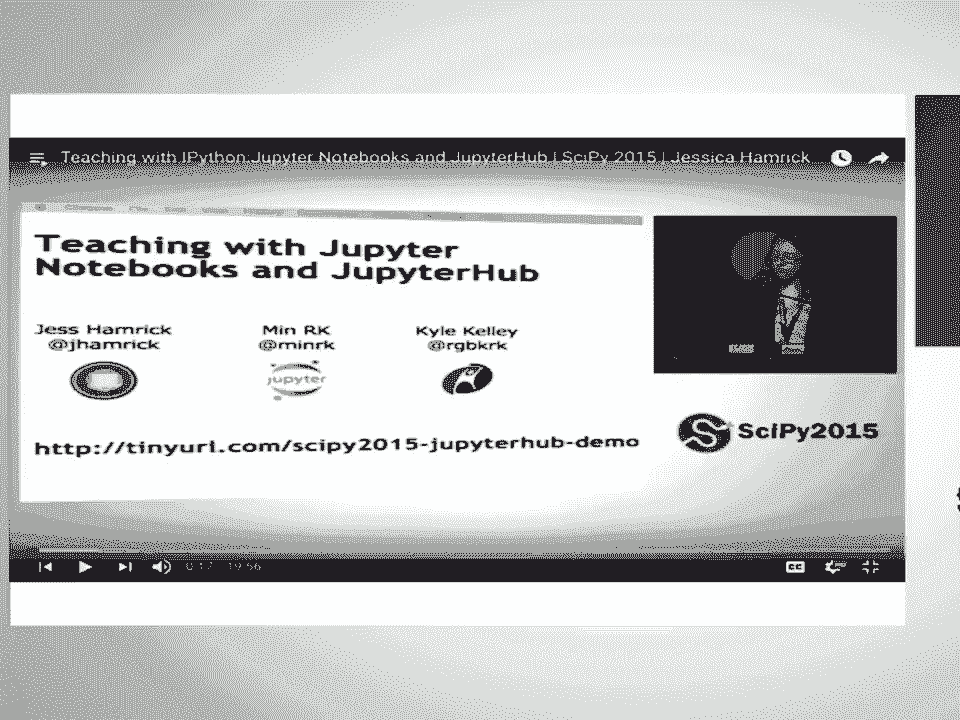 Teaching with IPython/Jupyter Notebooks and JupyterHub | SciPy 2015 | Jessica Hamrick
Teaching with Jupyter
Notebooks and JupyterHub
Jess Hamrick
@jhamrick
Min RK
@minrk
Kyle Kelley
@rgbkrk
jupyter
http://tinyurl.com/scipy2015-jupyterhub-demo
SciPy2015
0:17 19:56
CC